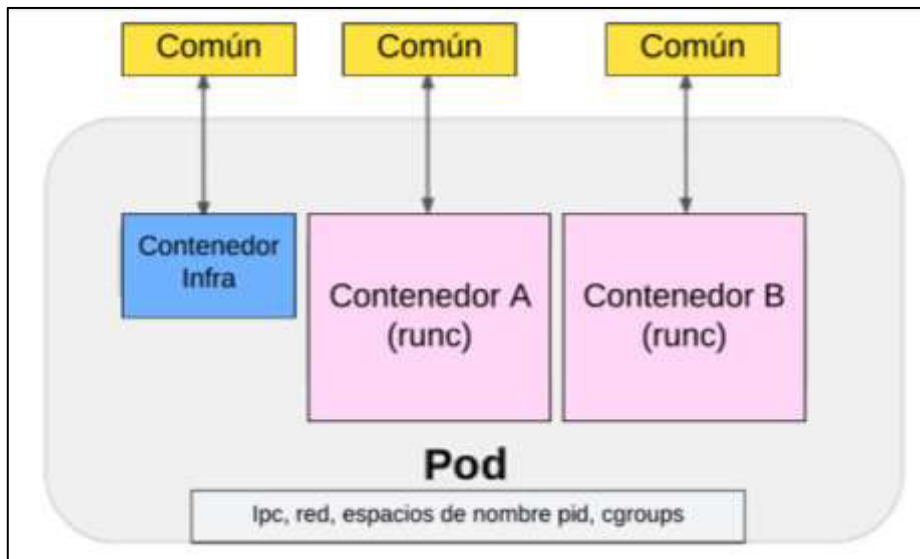 Común
Común
Común
Contenedor
Infra
Contenedor A
(runc)
Contenedor B
(runc)
Pod
Ipc, red, espacios de nombre pid, cgroups